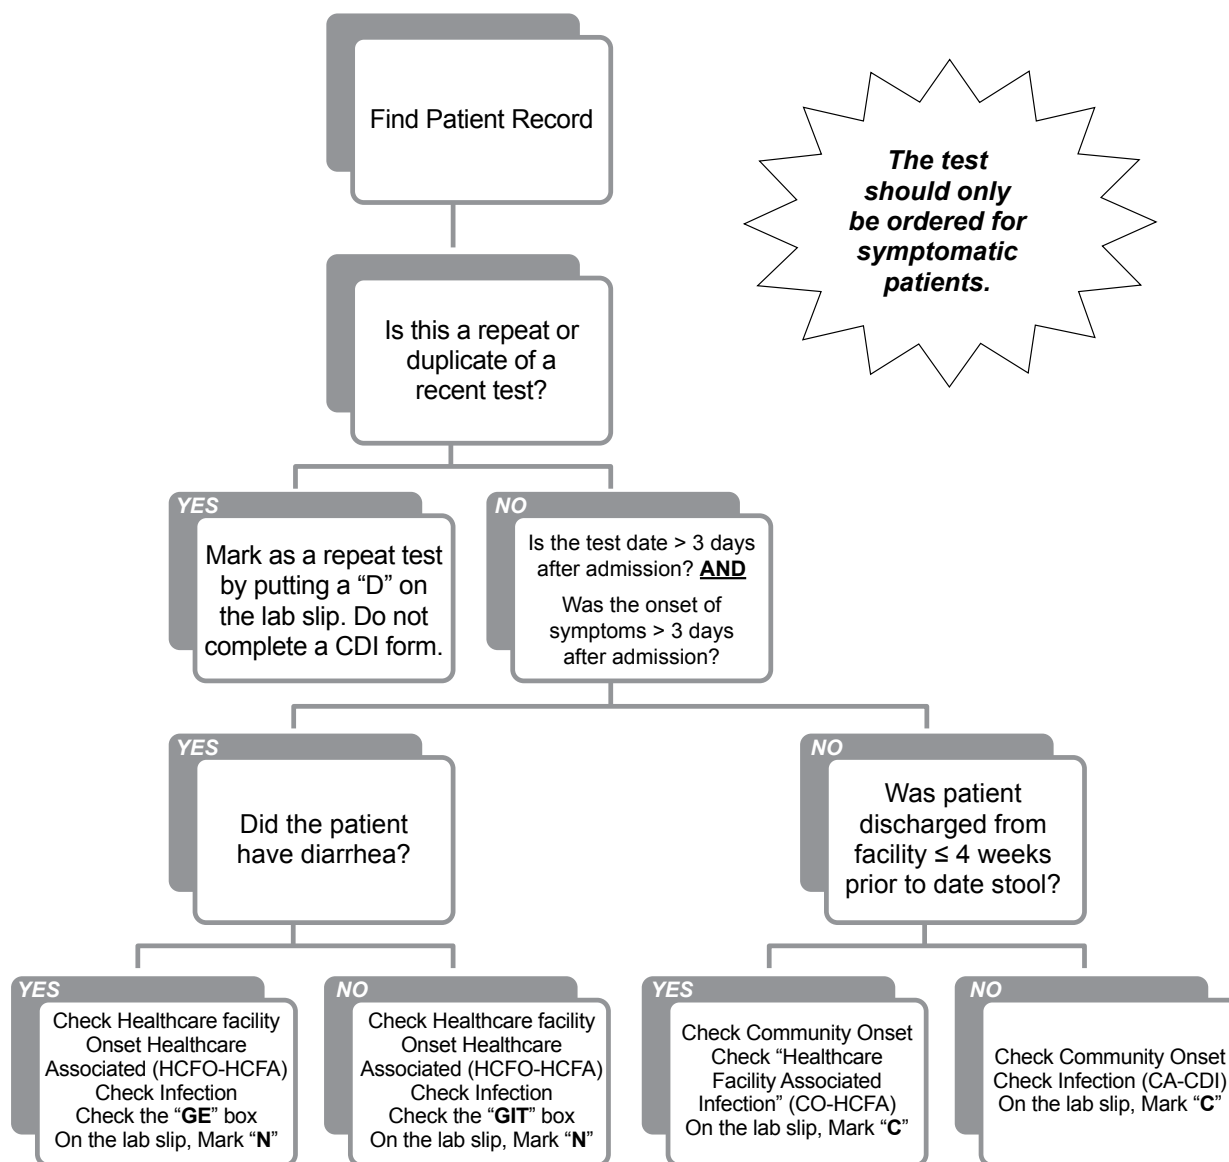 Find Patient Record
The test
should only
be ordered for
symptomatic
patients.
Is this a repeat or
duplicate of a
recent test?
YES
Mark as a repeat test
by putting a “D” on
the lab slip. Do not
complete a CDI form.
NO
Is the test date > 3 days
after admission? AND
Was the onset of
symptoms > 3 days
after admission?
YES
Did the patient
have diarrhea?
NO
Was patient
discharged from
facility ≤ 4 weeks
prior to date stool?
YES
Check Healthcare facility
Onset Healthcare
Associated (HCFO-HCFA)
Check Infection
Check the “GE” box
On the lab slip, Mark “N”
NO
Check Healthcare facility
Onset Healthcare
Associated (HCFO-HCFA)
Check Infection
Check the “GIT” box
On the lab slip, Mark “N”
YES
Check Community Onset
Check “Healthcare
Facility Associated
Infection” (CO-HCFA)
On the lab slip, Mark “C”
NO
Check Community Onset
Check Infection (CA-CDI)
On the lab slip, Mark “C”